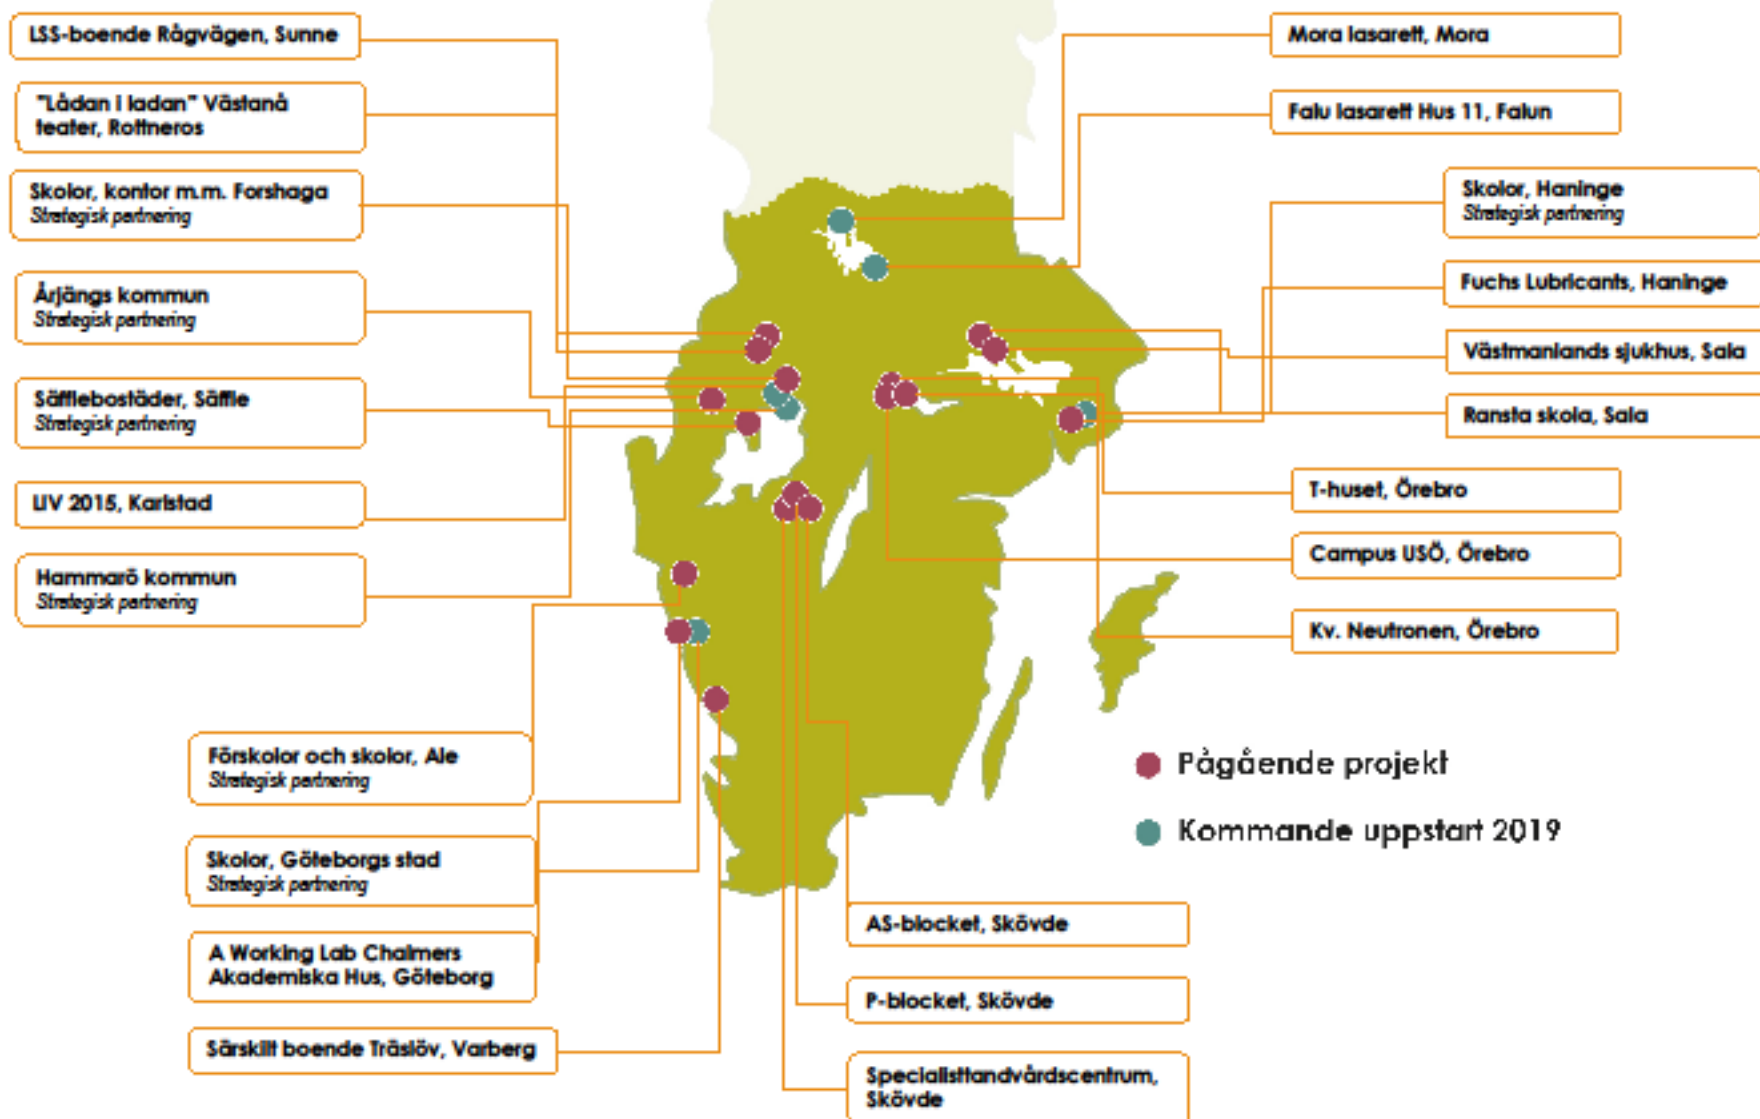 LSS-boende Rågvägen, Sunne
"Lådan i ladan" Västanå
teater, Rottneros
Skolor, kontor m.m. Forshaga
Strategisk partnering
Årjängs kommun
Strategisk partnering
Säfflebostäder, Säffle
Strategisk partnering
LIV 2015, Karlstad
Hammarö kommun
Strategisk partnering
Förskolor och skolor, Ale
Strategisk partnering
Skolor, Göteborgs stad
Strategisk partnering
A Working Lab Chalmers
Akademiska Hus, Göteborg
Särskilt boende Träslöv, Varberg
Mora lasarett, Mora
Falu lasarett Hus 11, Falun
Skolor, Haninge
Strategisk partnering
Fuchs Lubricants, Haninge
Västmanlands sjukhus, Sala
Ransta skola, Sala
T-huset, Örebro
Campus USÖ, Örebro
Kv. Neutronen, Örebro
Pågående projekt
Kommande uppstart 2019
AS-blocket, Skövde
P-blocket, Skövde
Specialisttandvårdscentrum,
Skövde